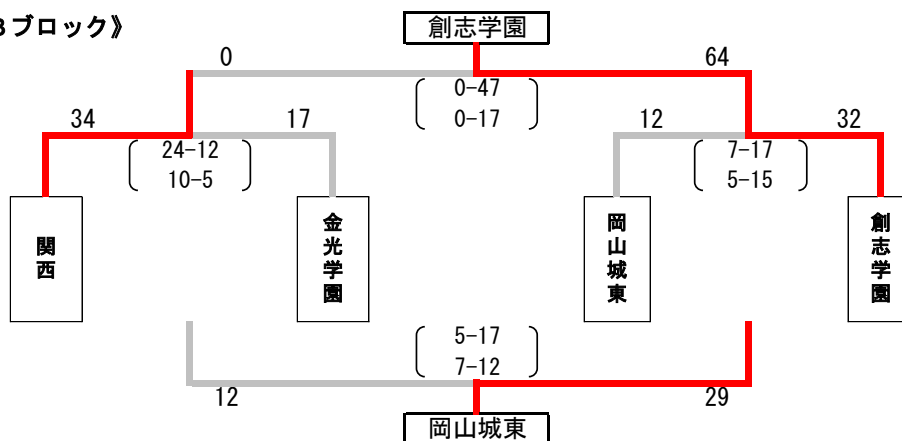 ブロック》
創志学園
0
64
0-47
0-17
34
17
12
32
24-12
10-5
7-17
5-15
関西
金光学園
岡山城東
創志学園
5-17
7-12
12
29
岡山城東